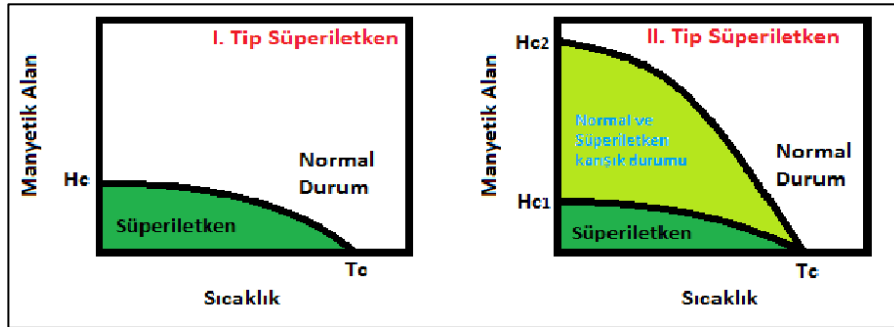 I. Tip Süperiletken
Manyetik Alan
Hc
Normal
Durum
Süperiletken
Tc
Sıcaklık
II. Tip Süperiletken
Manyetik Alan
Hc2
Normal ve
Süperiletken
karışık durumu
Normal
Durum
Hc1
Süperiletken
Tc
Sıcaklık